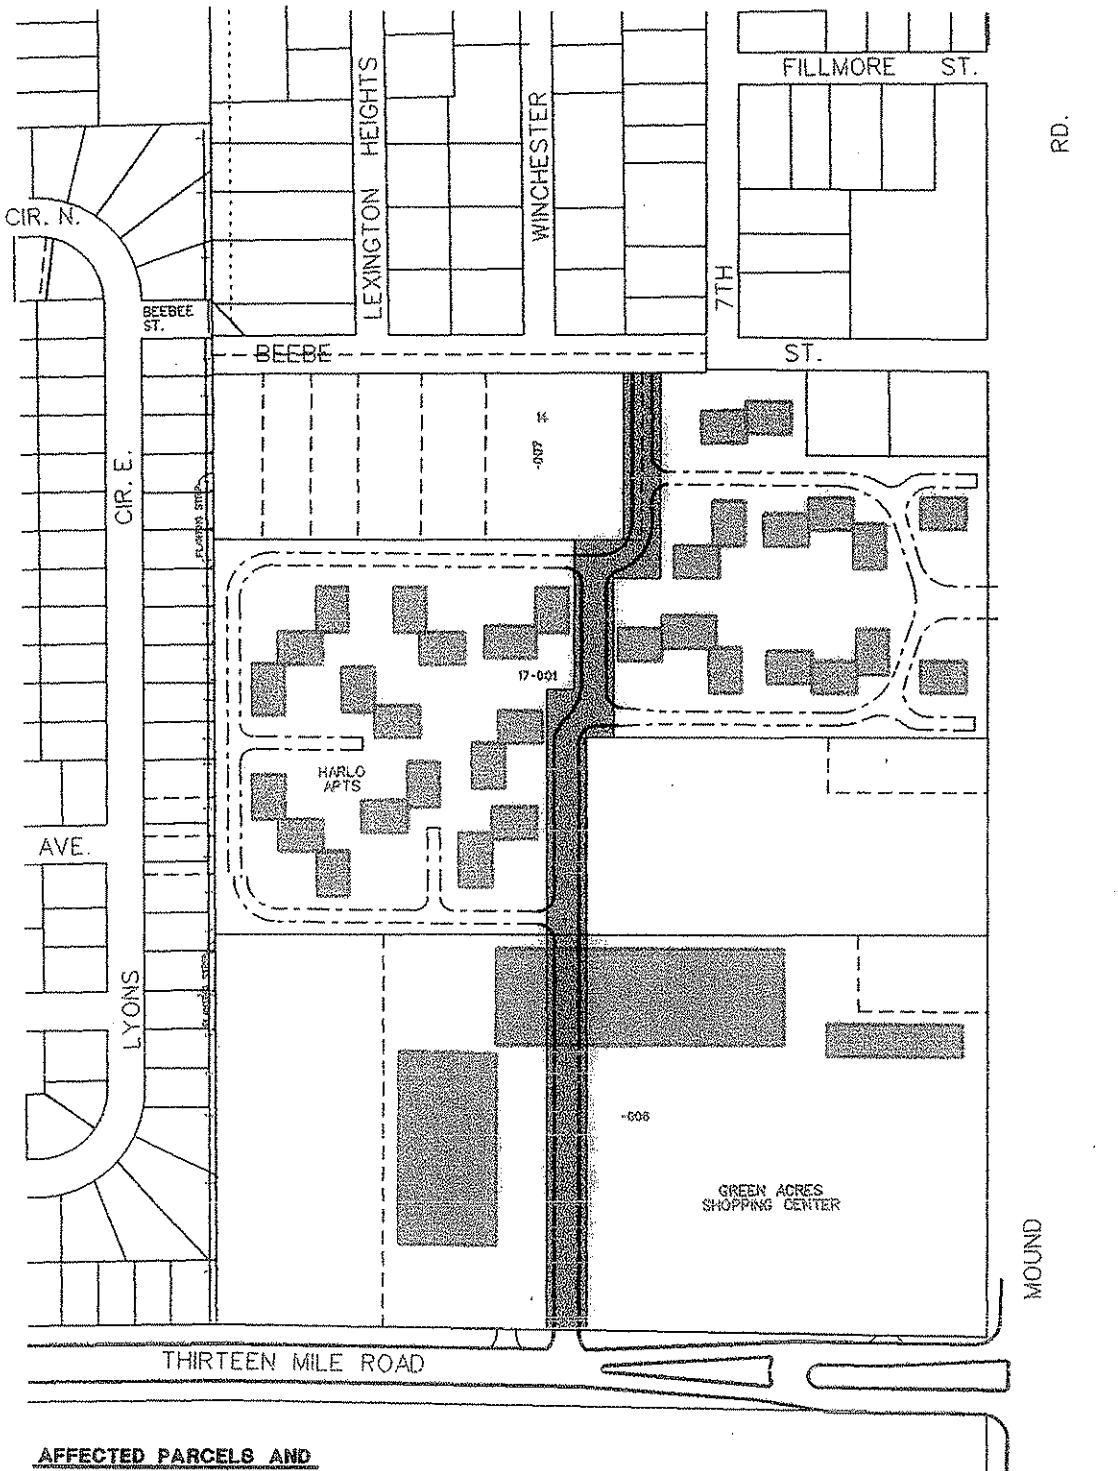 FILLMORE ST.
RD.
LEXINGTON HEIGHTS
WINCHESTER
CIR. N.
7TH
BEEBEE
ST.
BEEBE ST.
14
-007
CIR. E.
17-001
HARLO
APTS
AVE.
LYONS
-006
GREEN ACRES
SHOPPING CENTER
MOUND
THIRTEEN MILE ROAD
AFFECTED PARCELS AND